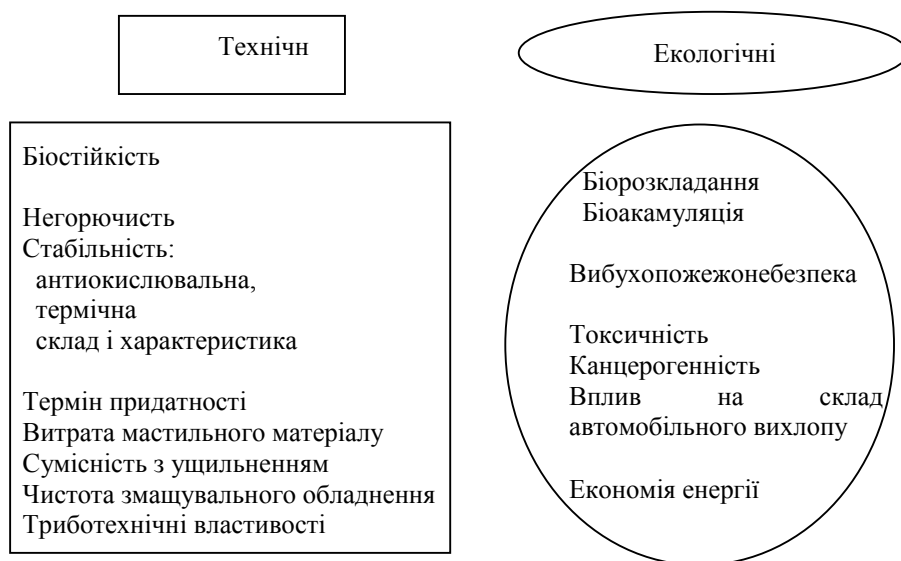 Технічн
Екологічні
Біостійкість
Негорючисть
Стабільність:
антиокислювальна,
термічна
склад і характеристика
Термін придатності
Витрата мастильного матеріалу
Сумісність з ущільненням
Чистота змащувального обладнення
Триботехнічні властивості
Біорозкладання
Біоакамуляція
Вибухопожежонебезпека
Токсичність
Канцерогенність
Вплив на склад
автомобільного вихлопу
Економія енергії